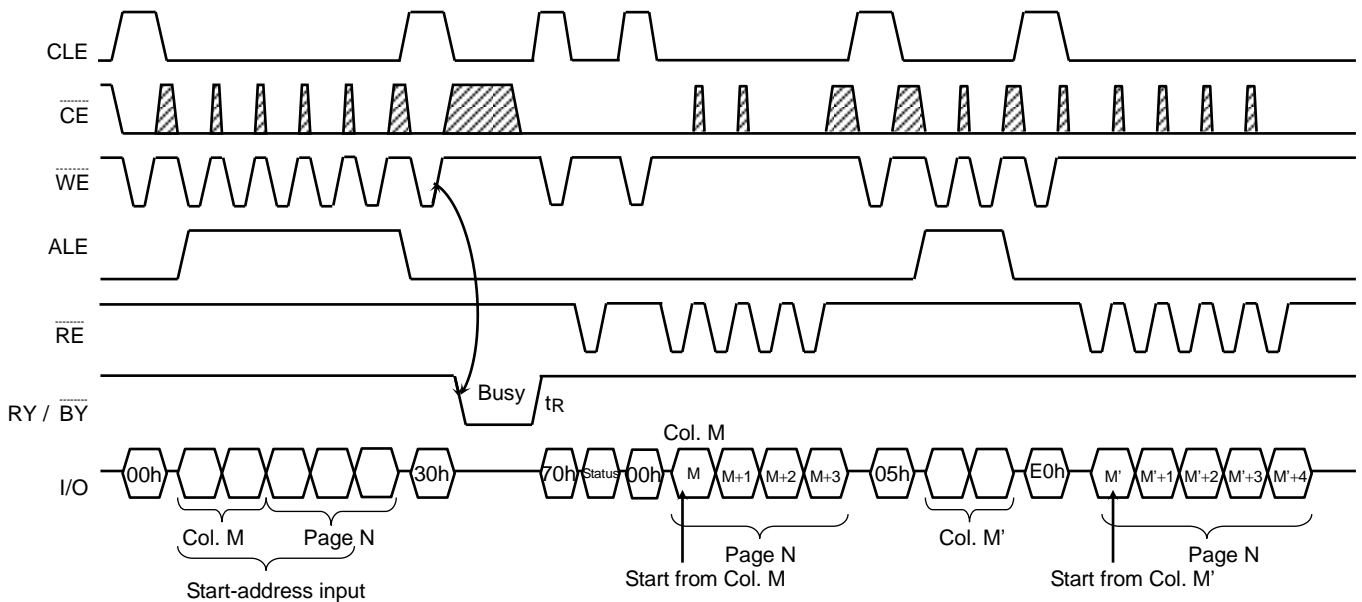 CLE
CE
WE
ALE
RE
RY / BY
Busy
tR
Col. M
I/O
00h
30h
70h
Status
00h
M
M+1
M+2
M+3
05h
E0h
M'
M'+1
M'+2
M'+3
M'+4
Col. M
Page N
Start-address input
Page N
Start from Col. M
Col. M'
Page N
Start from Col. M'